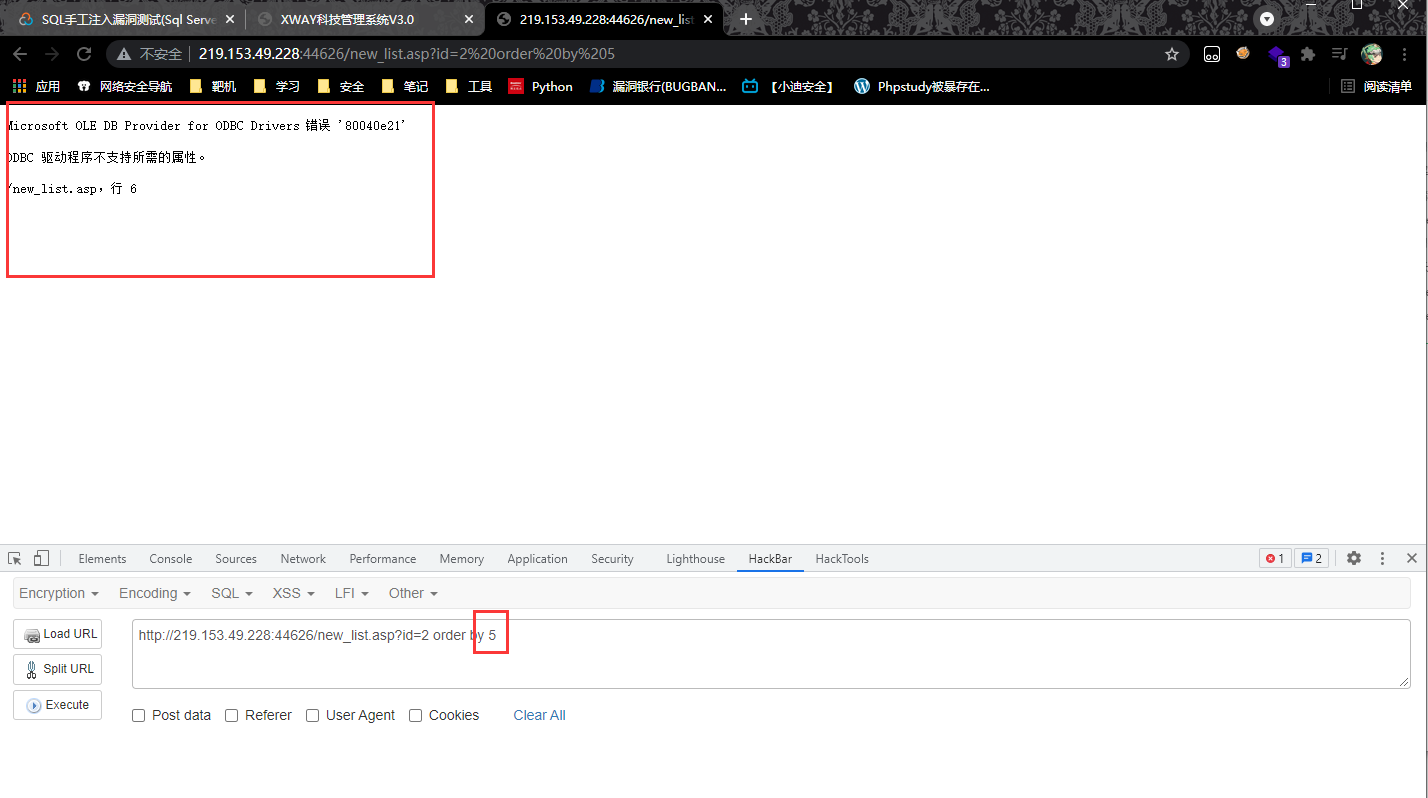 SQL手工注入漏洞测试(Sql Serve
XWAY科技管理系统V3.0
219.153.49.228:44626/new_list
不安全 219.153.49.228:44626/new_list.asp?id=2%20order%20by%205
3
应用 网络安全导航 靶机 学习 安全 笔记 工具 Python 漏洞银行(BUGBAN... 【小迪安全】 Phpstudy被暴存在... 阅读清单
Microsoft OLE DB Provider for ODBC Drivers 错误 '80040e21'
ODBC 驱动程序不支持所需的属性。
/new_list.asp，行 6
Elements Console Sources Network Performance Memory Application Security Lighthouse HackBar HackTools 1 2
Encryption Encoding SQL XSS LFI Other
Load URL
http://219.153.49.228:44626/new_list.asp?id=2 order by 5
Split URL
Execute
Post data Referer User Agent Cookies Clear All